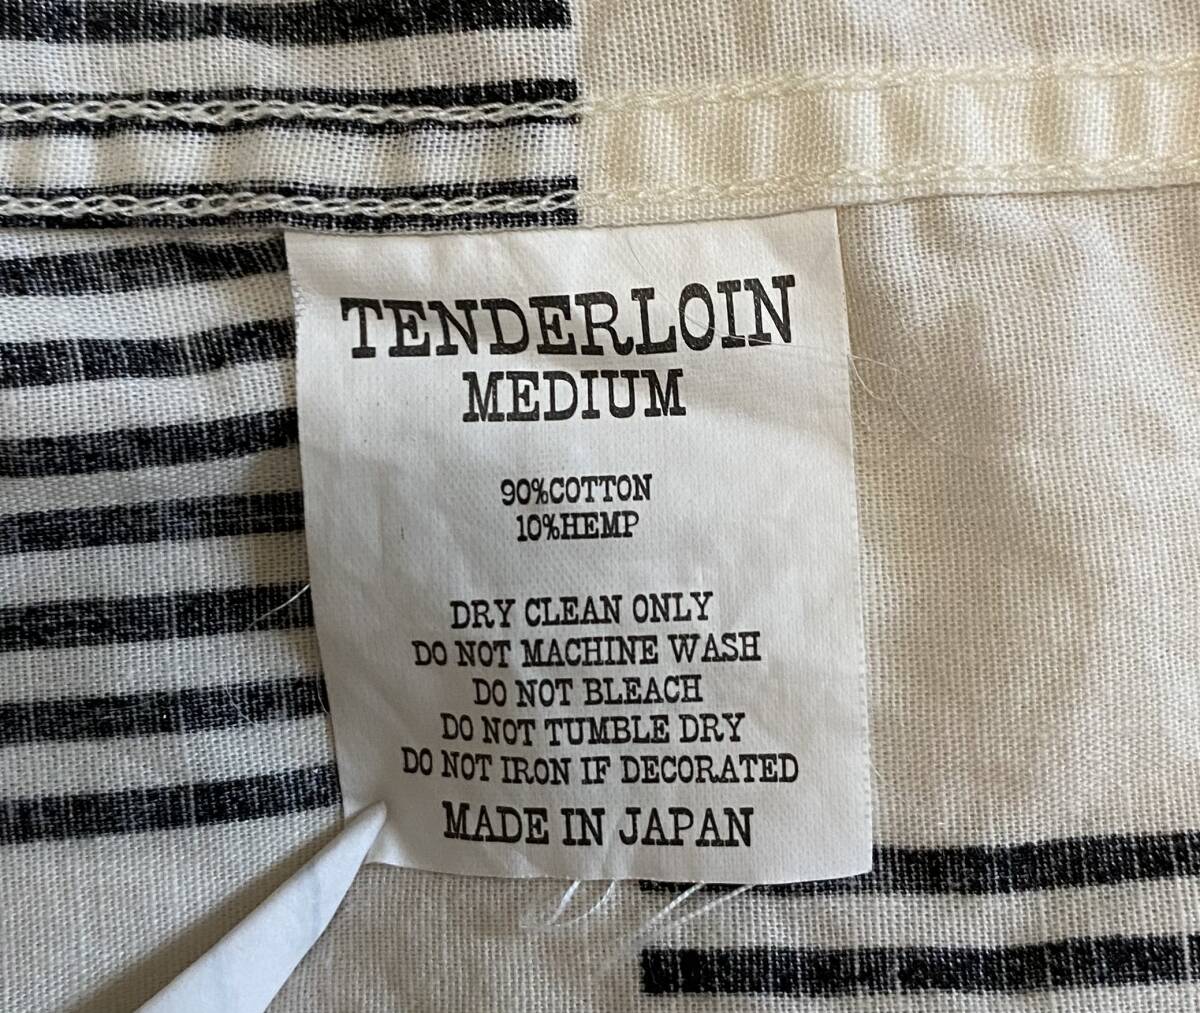 TENDERLOIN
MEDIUM
90%COTTON
10%HEMP
DRY CLEAN ONLY
DO NOT MACHINE WASH
DO NOT BLEACH
DO NOT TUMBLE DRY
DO NOT IRON IF DECORATED
MADE IN JAPAN